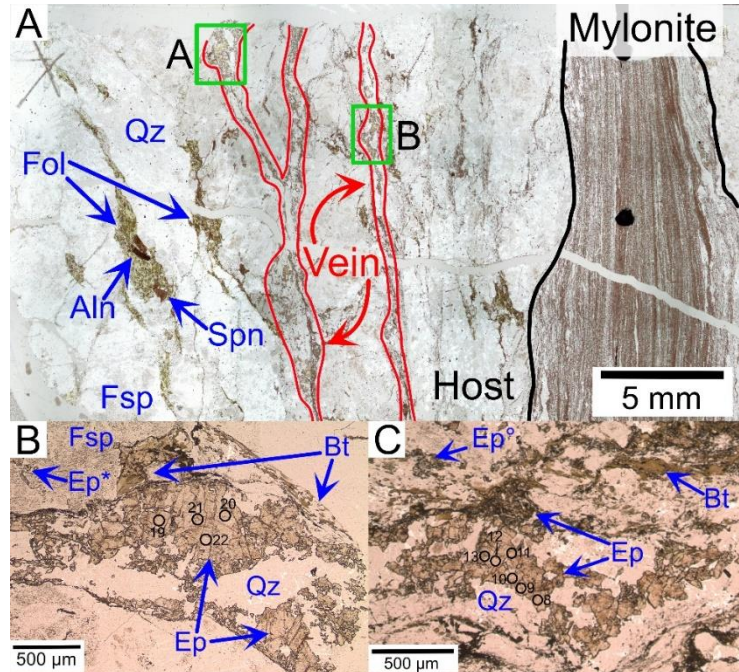 A
Mylonite
A
Qz
B
Fol
Vein
Aln
Spn
Fsp
Host
5 mm
B
Fsp
Bt
Ep*
19
21
20
22
Qz
Ep
500 µm
C
Ep°
Bt
12
13
11
Ep
10
9
8
Qz
500 µm